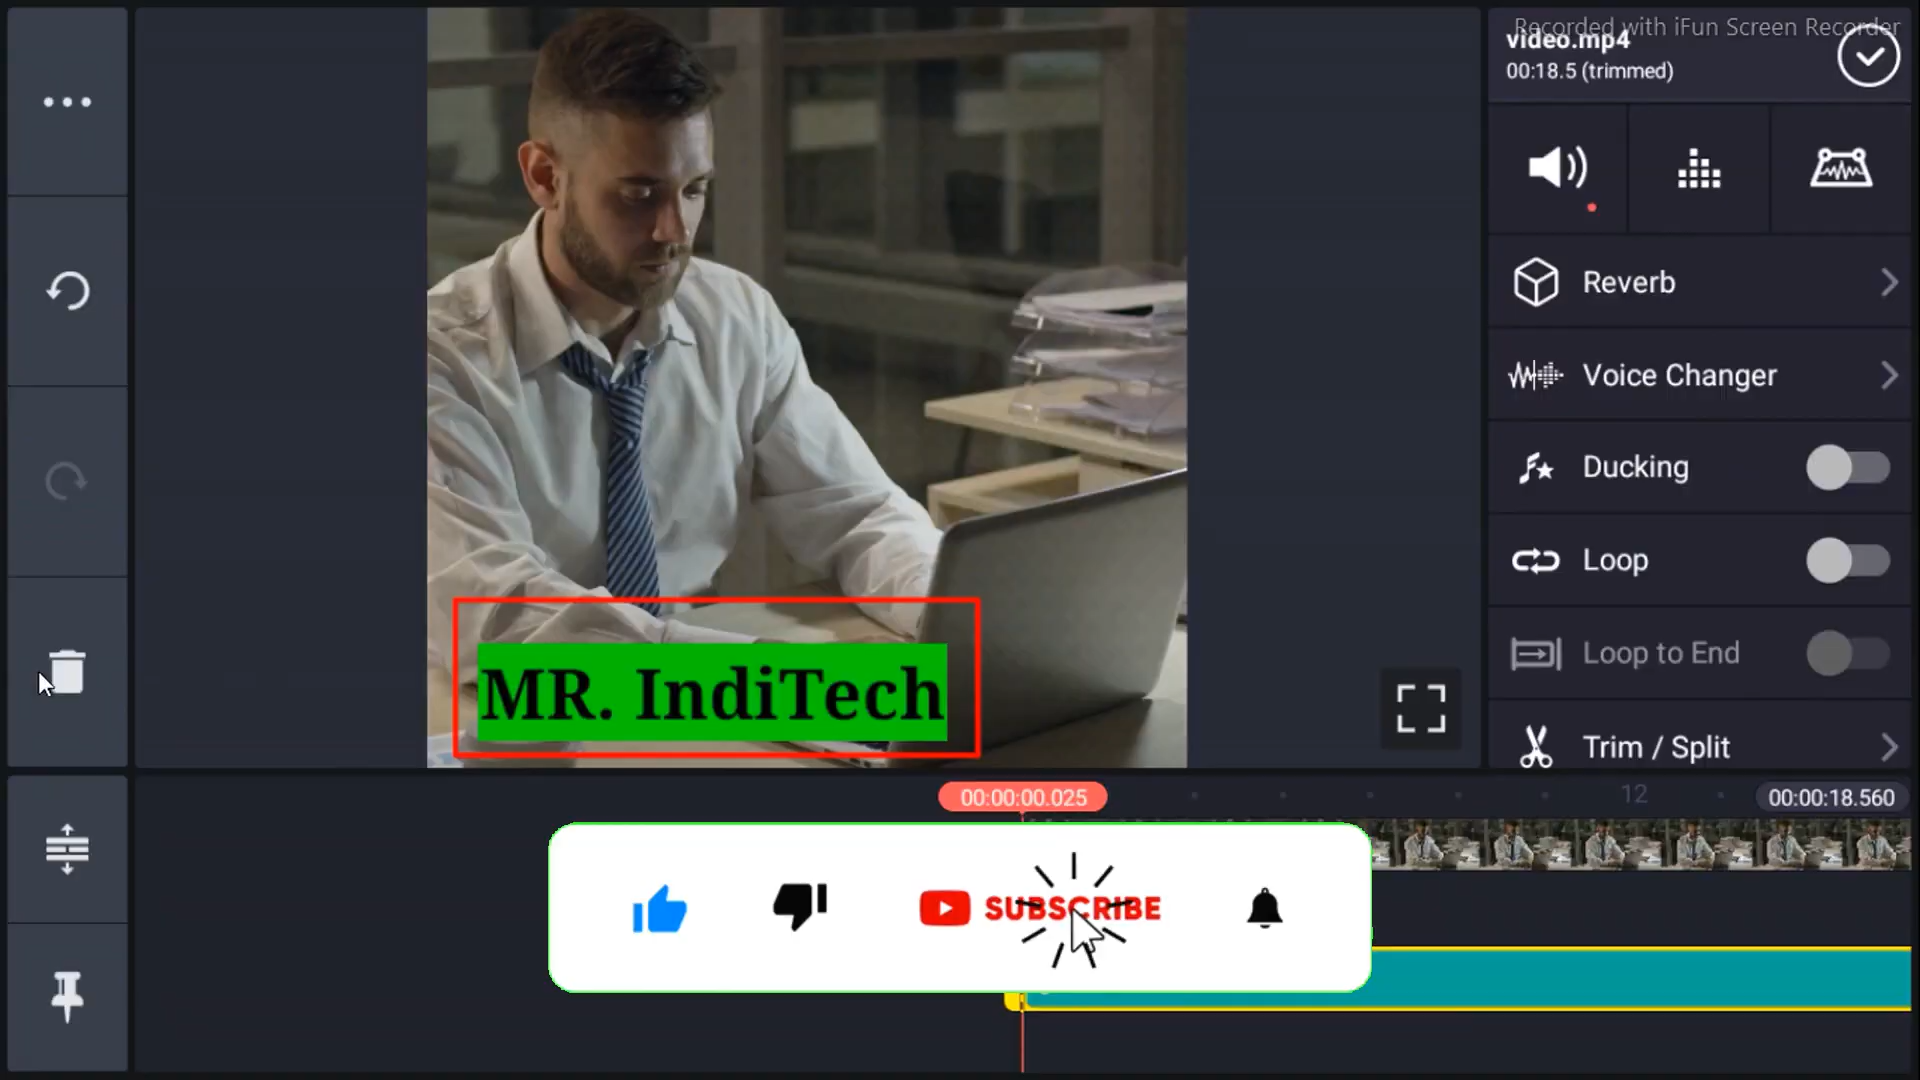 Recorded with iFun Screen Recorder
video.mp4
00:18.5 (trimmed)
Reverb
Voice Changer
Ducking
Loop
Loop to End
Trim / Split
MR. IndiTech
00:00:00.025
12
00:00:18.560
SUBSCRIBE